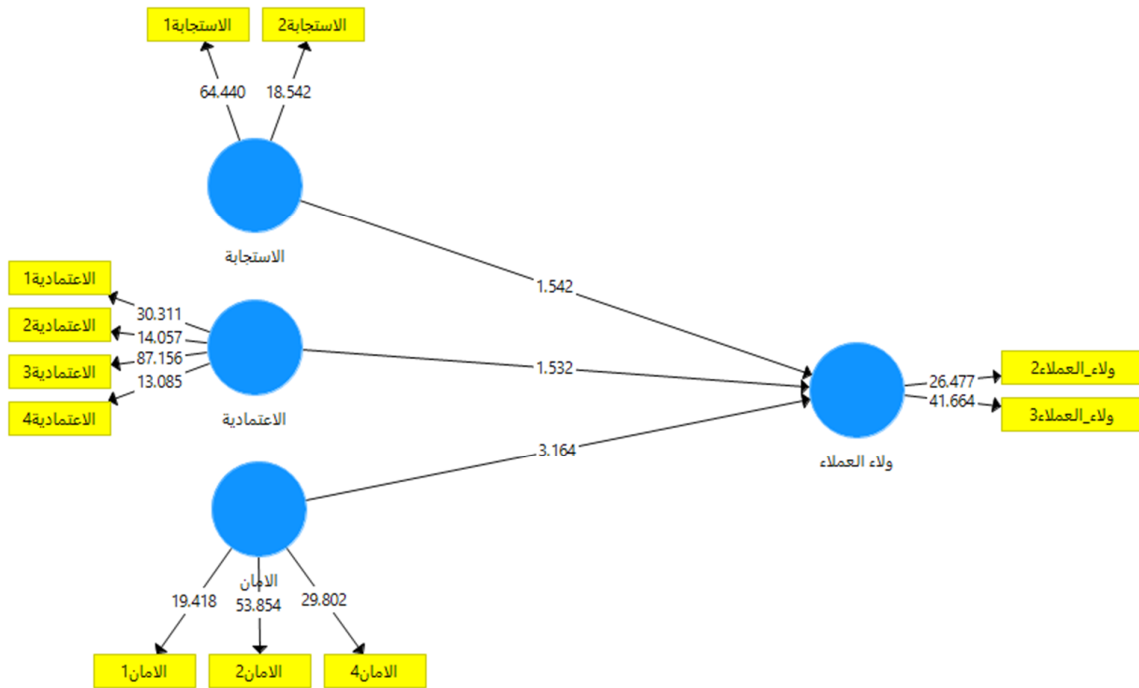 الاستجابة1
الاستجابة2
64.440
18.542
الاستجابة
1.542
الاعتمادية1
الاعتمادية2
الاعتمادية3
الاعتمادية4
30.311
14.057
87.156
13.085
الاعتمادية
1.532
ولاء_العملاء2
ولاء_العملاء3
26.477
41.664
ولاء العملاء
3.164
الامان
19.418
53.854
29.802
الامان1
الامان2
الامان4